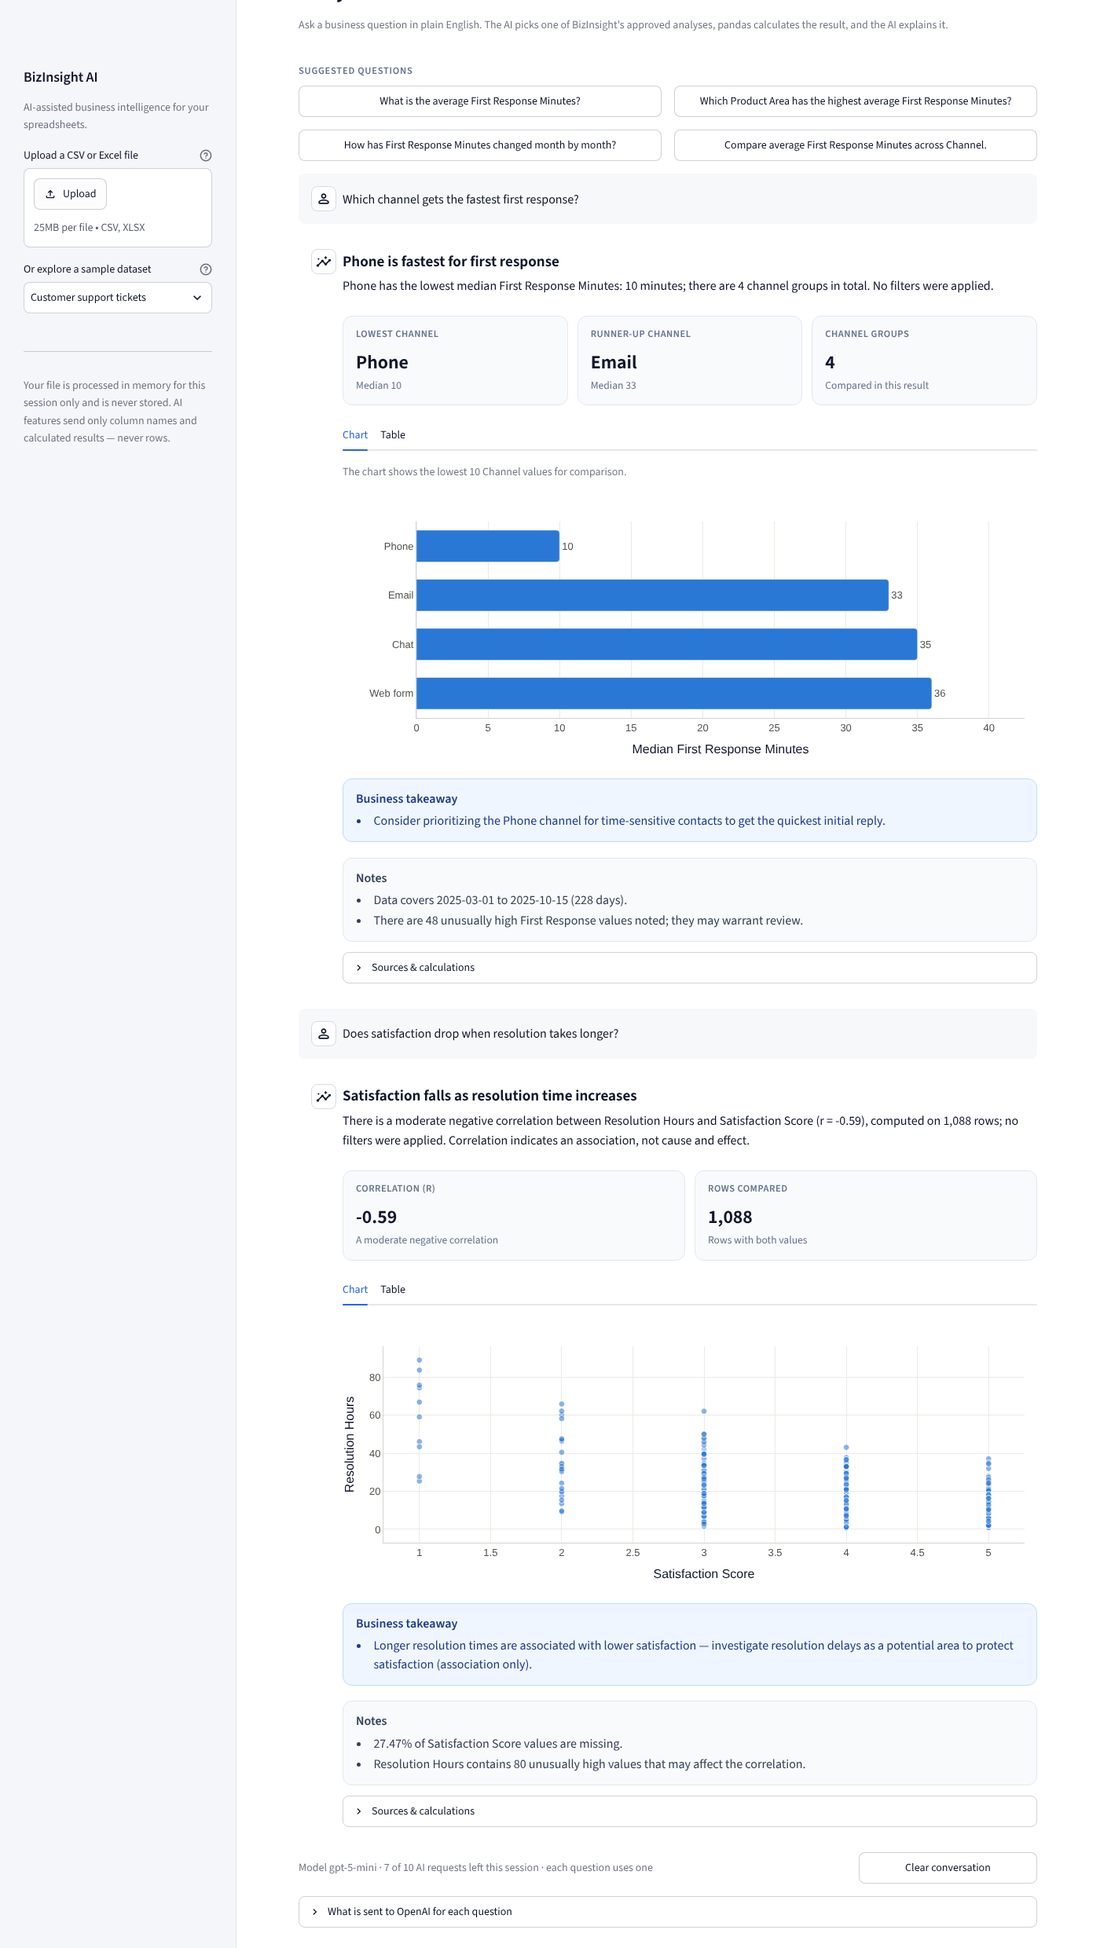 BizInsight AI
AI-assisted business intelligence for your
spreadsheets.
Upload a CSV or Excel file
Upload
25MB per file • CSV, XLSX
Or explore a sample dataset
Customer support tickets
Your file is processed in memory for this
session only and is never stored. AI
features send only column names and
calculated results — never rows.
Ask a business question in plain English. The AI picks one of BizInsight's approved analyses, pandas calculates the result, and the AI explains it.
SUGGESTED QUESTIONS
What is the average First Response Minutes?
Which Product Area has the highest average First Response Minutes?
How has First Response Minutes changed month by month?
Compare average First Response Minutes across Channel.
Which channel gets the fastest first response?
Phone is fastest for first response
Phone has the lowest median First Response Minutes: 10 minutes; there are 4 channel groups in total. No filters were applied.
LOWEST CHANNEL
Phone
Median 10
RUNNER-UP CHANNEL
Email
Median 33
CHANNEL GROUPS
4
Compared in this result
Chart Table
The chart shows the lowest 10 Channel values for comparison.
Phone 10
Email 33
Chat 35
Web form 36
0 5 10 15 20 25 30 35 40
Median First Response Minutes
Business takeaway
• Consider prioritizing the Phone channel for time-sensitive contacts to get the quickest initial reply.
Notes
• Data covers 2025-03-01 to 2025-10-15 (228 days).
• There are 48 unusually high First Response values noted; they may warrant review.
Sources & calculations
Does satisfaction drop when resolution takes longer?
Satisfaction falls as resolution time increases
There is a moderate negative correlation between Resolution Hours and Satisfaction Score (r = -0.59), computed on 1,088 rows; no
filters were applied. Correlation indicates an association, not cause and effect.
CORRELATION (R)
-0.59
A moderate negative correlation
ROWS COMPARED
1,088
Rows with both values
Chart Table
Resolution Hours
80
60
40
20
0
1 1.5 2 2.5 3 3.5 4 4.5 5
Satisfaction Score
Business takeaway
• Longer resolution times are associated with lower satisfaction — investigate resolution delays as a potential area to protect
satisfaction (association only).
Notes
• 27.47% of Satisfaction Score values are missing.
• Resolution Hours contains 80 unusually high values that may affect the correlation.
Sources & calculations
Model gpt-5-mini · 7 of 10 AI requests left this session · each question uses one
Clear conversation
What is sent to OpenAI for each question